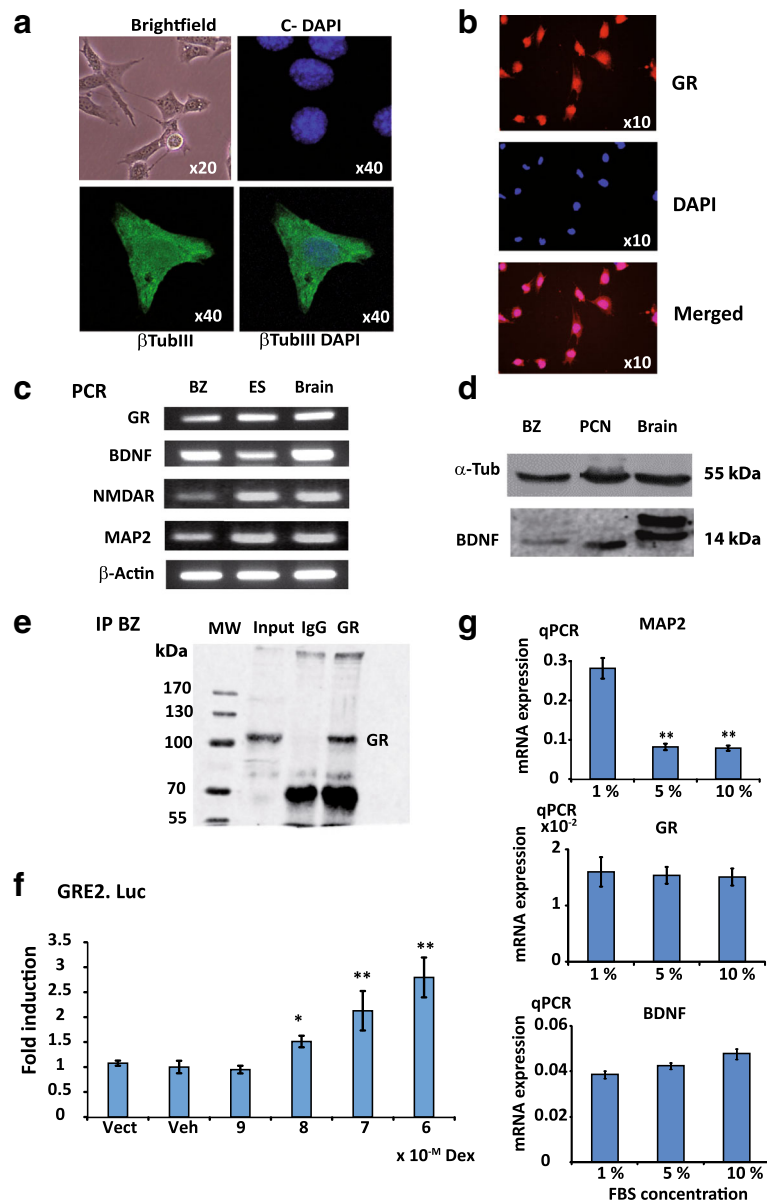 a
Brightfield
C- DAPI
x20
x40
x40
x40
βTubIII
βTubIII DAPI
b
x10
GR
x10
DAPI
x10
Merged
c
PCR
BZ ES Brain
GR
BDNF
NMDAR
MAP2
β-Actin
d
BZ PCN Brain
α-Tub
55 kDa
BDNF
14 kDa
e
IP BZ
MW Input IgG GR
kDa
170
130
100
70
55
GR
f
GRE2. Luc
Fold induction
3.5
3
2.5
2
1.5
1
0.5
0
*
**
**
Vect Veh 9 8 7 6
x 10-M Dex
g
qPCR
MAP2
mRNA expression
0.3
0.2
0.1
0
**
**
1 % 5 % 10 %
qPCR
x10-2
GR
mRNA expression
2
1
0
1 % 5 % 10 %
qPCR
BDNF
mRNA expression
0.06
0.04
0.02
0
1 % 5 % 10 %
FBS concentration